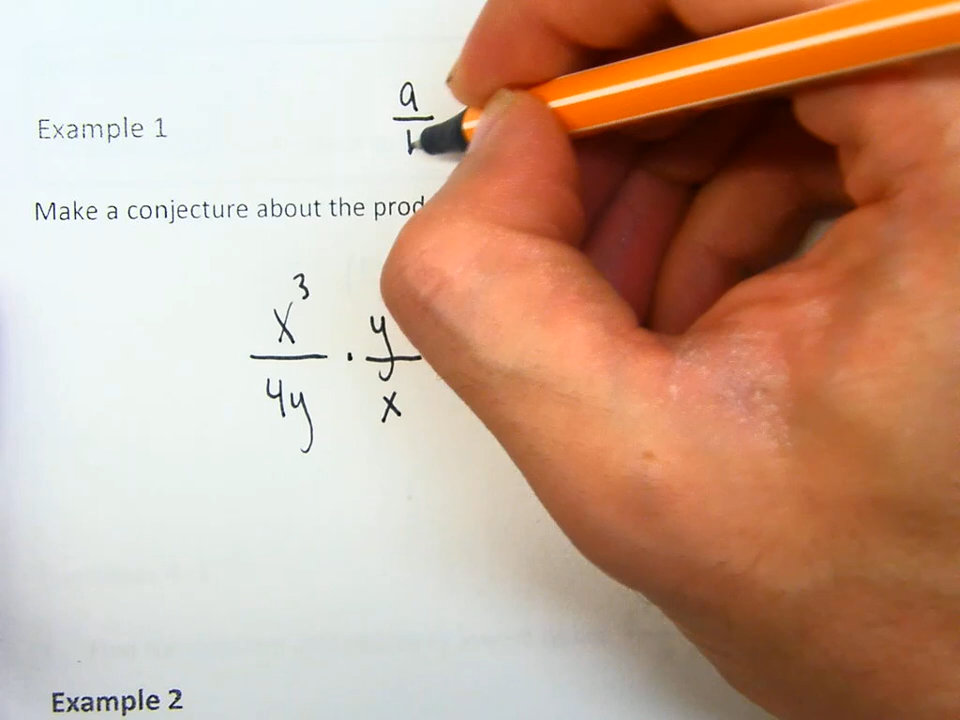 a
Example 1
Make a conjecture about the prod
x³ / 4y · y / x
Example 2